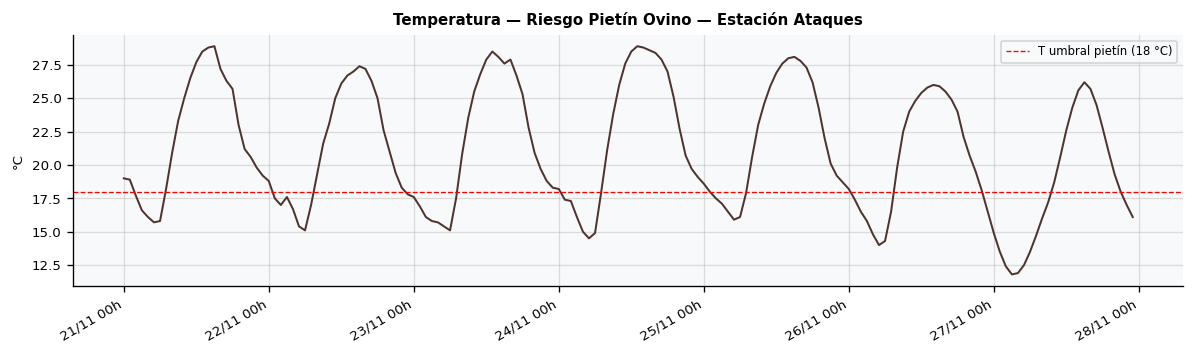 Temperatura — Riesgo Pietín Ovino — Estación Ataques
T umbral pietín (18 °C)
°C
27.5
25.0
22.5
20.0
17.5
15.0
12.5
21/11 00h
22/11 00h
23/11 00h
24/11 00h
25/11 00h
26/11 00h
27/11 00h
28/11 00h